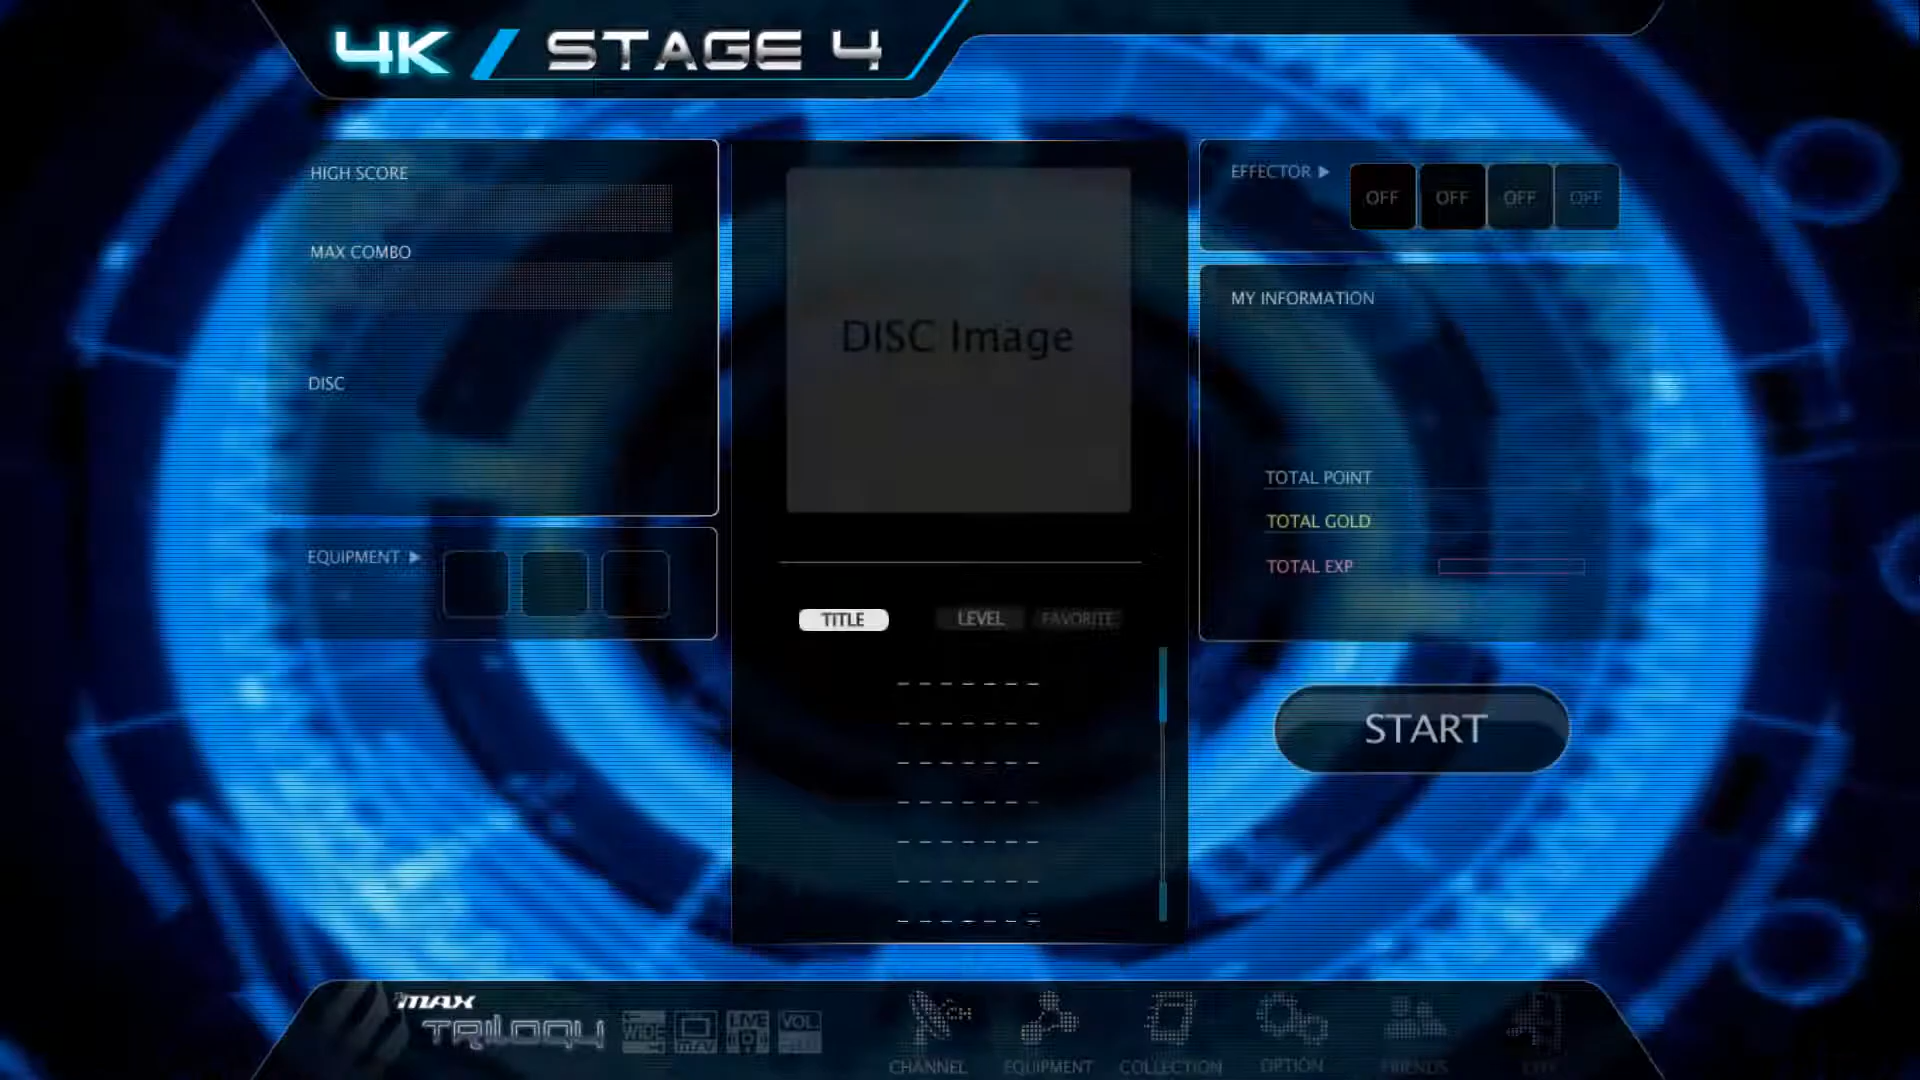 4K / STAGE 4
HIGH SCORE
MAX COMBO
DISC
EQUIPMENT ▶
DISC Image
TITLE LEVEL FAVORITE
- - - - - - -
- - - - - - -
- - - - - - -
- - - - - - -
- - - - - - -
- - - - - - -
- - - - - - -
EFFECTOR ▶ OFF OFF OFF OFF
MY INFORMATION
TOTAL POINT
TOTAL GOLD
TOTAL EXP
START
MAX
TRILOGY
WIDE
LIVE
VOL
CHANNEL EQUIPMENT COLLECTION OPTION FRIENDS